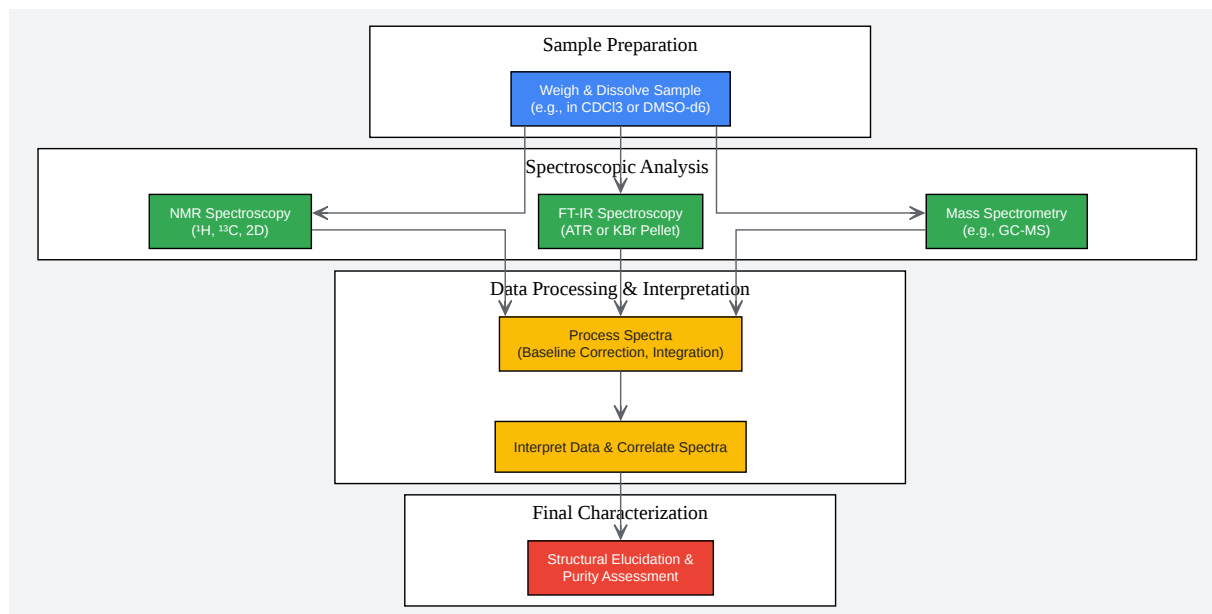 Sample Preparation
Weigh & Dissolve Sample
(e.g., in CDCl3 or DMSO-d6)
Spectroscopic Analysis
NMR Spectroscopy
(¹H, ¹³C, 2D)
FT-IR Spectroscopy
(ATR or KBr Pellet)
Mass Spectrometry
(e.g., GC-MS)
Data Processing & Interpretation
Process Spectra
(Baseline Correction, Integration)
Interpret Data & Correlate Spectra
Final Characterization
Structural Elucidation &
Purity Assessment